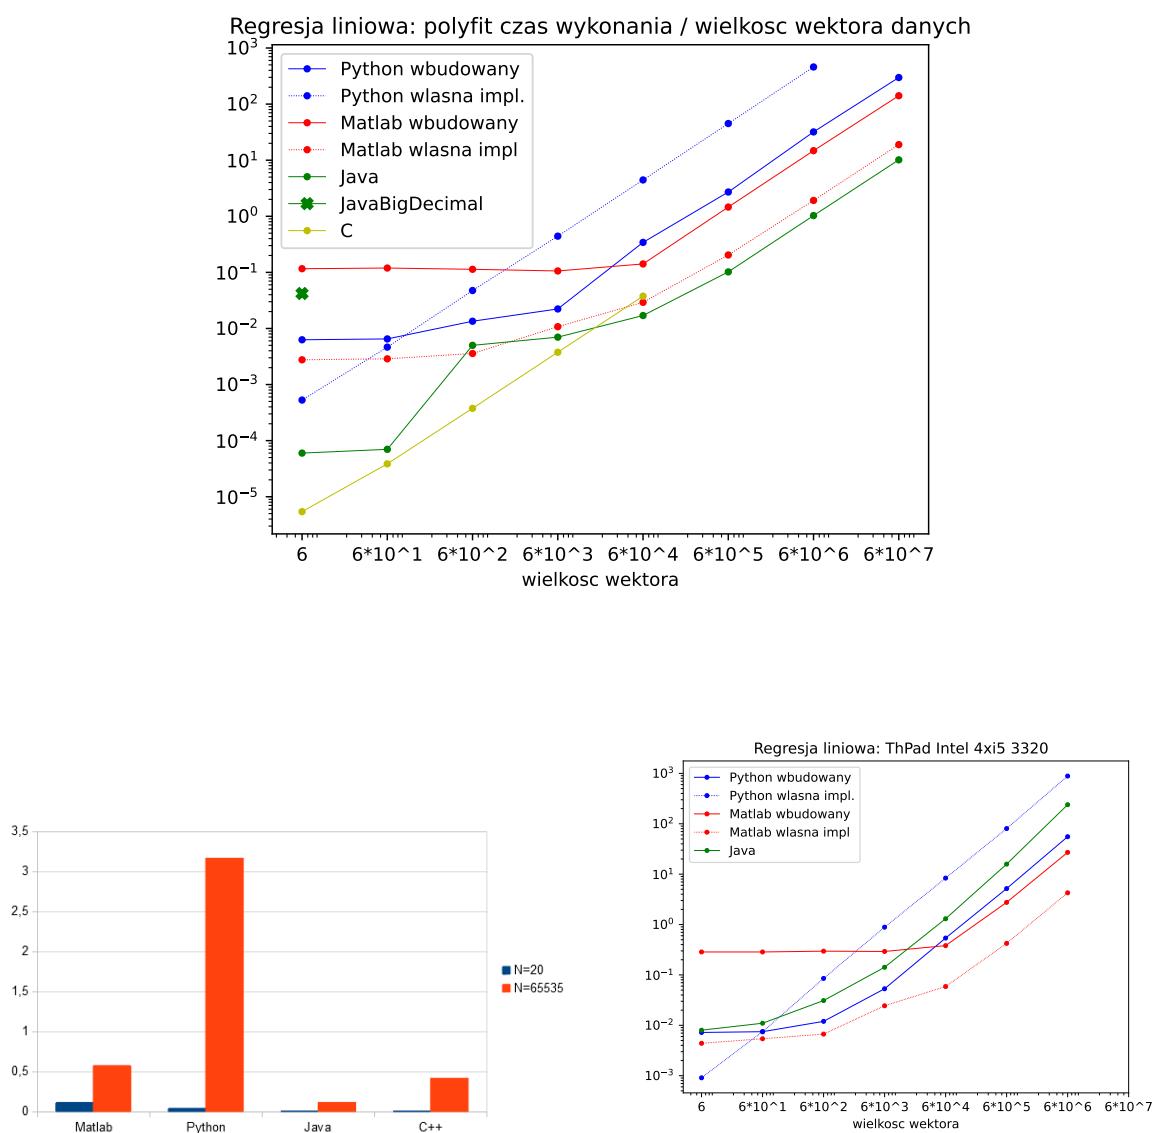 Regresja liniowa: polyfit czas wykonania / wielkosc wektora danych
10^3
10^2
10^1
10^0
10^−1
10^−2
10^−3
10^−4
10^−5
Python wbudowany
Python wlasna impl.
Matlab wbudowany
Matlab wlasna impl
Java
JavaBigDecimal
C
6 6*10^1 6*10^2 6*10^3 6*10^4 6*10^5 6*10^6 6*10^7
wielkosc wektora
3,5
3
2,5
2
1,5
1
0,5
0
N=20
N=65535
Matlab Python Java C++
Regresja liniowa: ThPad Intel 4xi5 3320
10^3
10^2
10^1
10^0
10^−1
10^−2
10^−3
Python wbudowany
Python wlasna impl.
Matlab wbudowany
Matlab wlasna impl
Java
6 6*10^1 6*10^2 6*10^3 6*10^4 6*10^5 6*10^6 6*10^7
wielkosc wektora